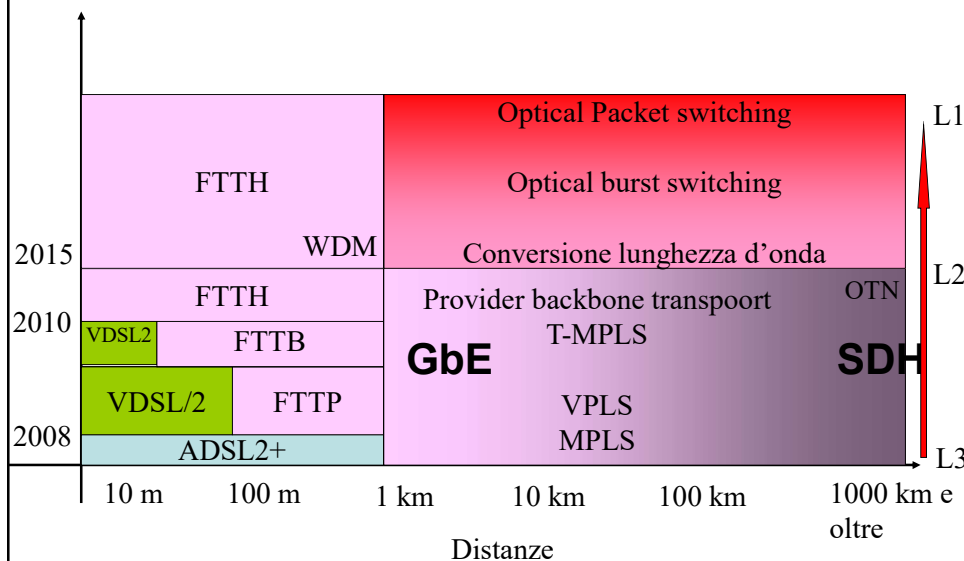 Optical Packet switching
L1
FTTH
Optical burst switching
WDM
Conversione lunghezza d'onda
2015
L2
FTTH
Provider backbone transpoort
OTN
2010
VDSL2
FTTB
T-MPLS
GbE
SDH
VDSL/2
FTTP
VPLS
2008
ADSL2+
MPLS
L3
10 m
100 m
1 km
10 km
100 km
1000 km e
oltre
Distanze